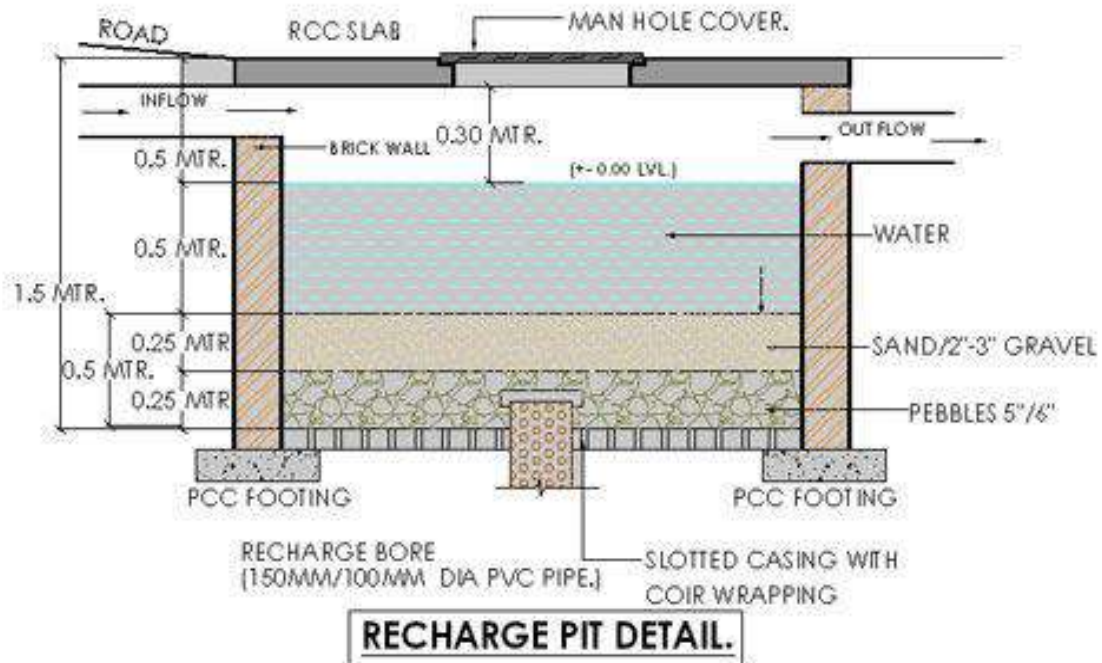 ROAD
RCC SLAB
MAN HOLE COVER.
INFLOW
0.30 MTR.
OUT FLOW
BRICK WALL
0.5 MTR.
(+- 0.00 LVL.)
WATER
0.5 MTR.
1.5 MTR.
0.25 MTR
SAND/2"-3" GRAVEL
0.5 MTR.
0.25 MTR
PEBBLES 5"/6"
PCC FOOTING
PCC FOOTING
RECHARGE BORE
(150MM/100MM DIA PVC PIPE.)
SLOTTED CASING WITH
COIR WRAPPING
RECHARGE PIT DETAIL.